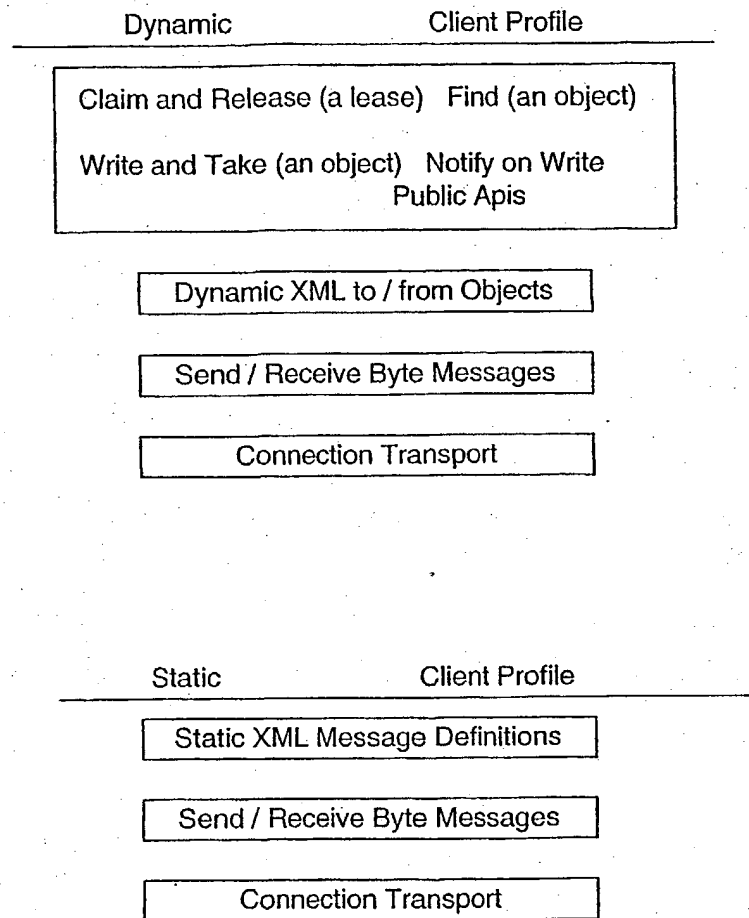 Dynamic Client Profile
Claim and Release (a lease) Find (an object)
Write and Take (an object) Notify on Write
Public Apis
Dynamic XML to / from Objects
Send / Receive Byte Messages
Connection Transport
Static Client Profile
Static XML Message Definitions
Send / Receive Byte Messages
Connection Transport